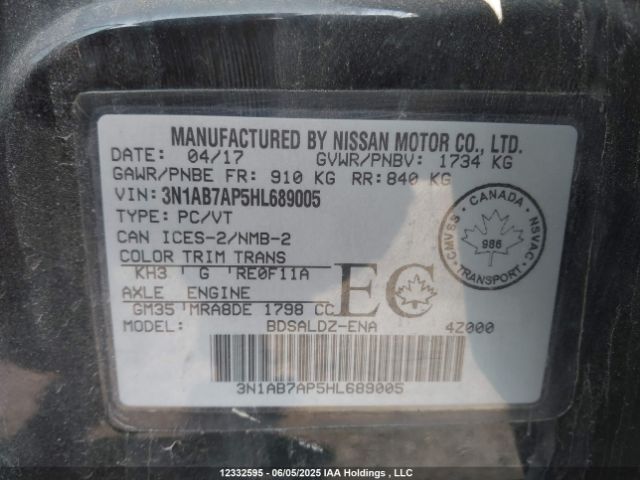 MANUFACTURED BY NISSAN MOTOR CO., LTD.
DATE: 04/17 GVWR/PNBV: 1734 KG
GAWR/PNBE FR: 910 KG RR: 840 KG
VIN: 3N1AB7AP5HL689005
TYPE: PC/VT
CAN ICES-2/NMB-2
COLOR TRIM TRANS
KH3 G RE0F11A
AXLE ENGINE
GM35 MRA8DE 1798 CC
MODEL: BDSALDZ-ENA 4Z000
3N1AB7AP5HL689005
EC
CANADA
CMVSS
NSVAC
986
TRANSPORT
12332595 - 06/05/2025 IAA Holdings , LLC